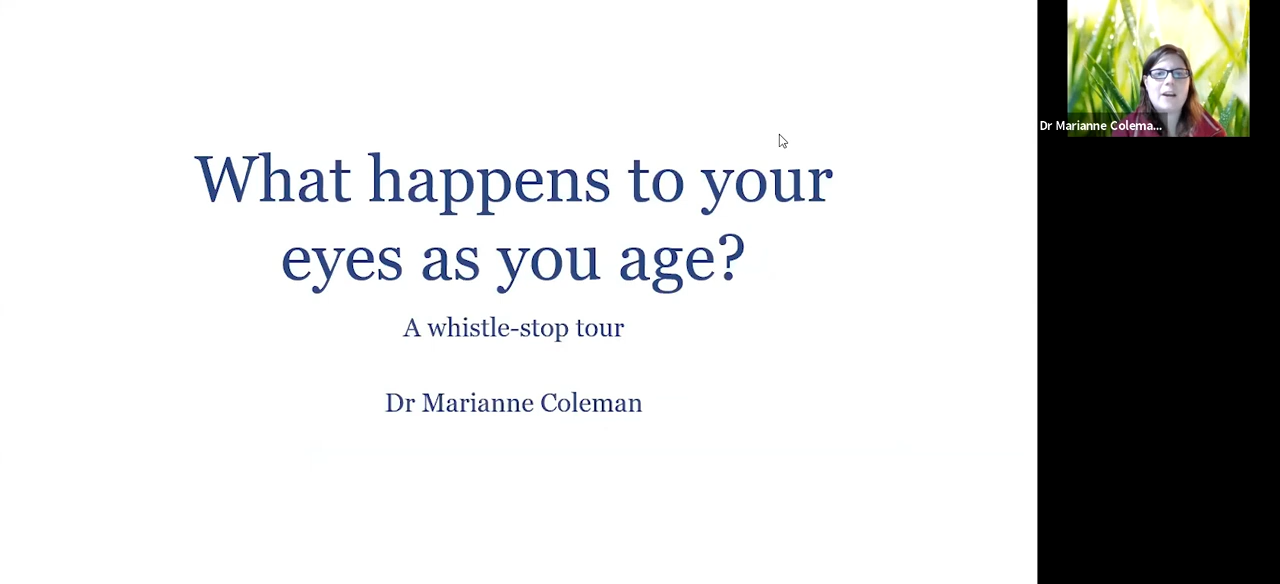 What happens to your
eyes as you age?
A whistle-stop tour
Dr Marianne Coleman
Dr Marianne Colema...